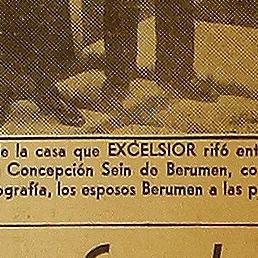 e la casa que EXCELSIOR rifó ent
Concepción Sein de Berumen, co
ografía, los esposos Berumen a las p